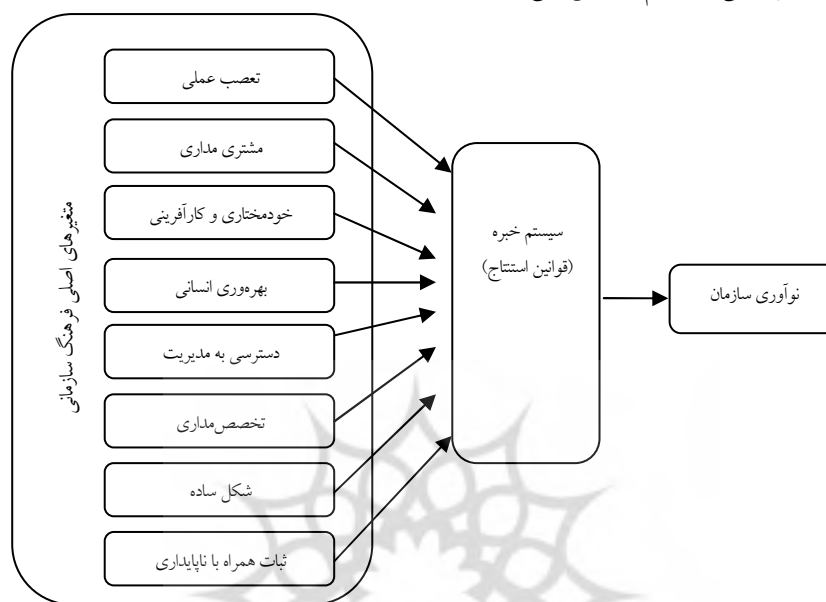 تعصب عملی
مشتری مداری
خودمختاری و کارآفرینی
بهره‌وری انسانی
دسترسی به مدیریت
تخصص‌مداری
شکل ساده
ثبات همراه با ناپایداری
متغیرهای اصلی فرهنگ سازمانی
سیستم خبره
(قوانین استنتاج)
نوآوری سازمان